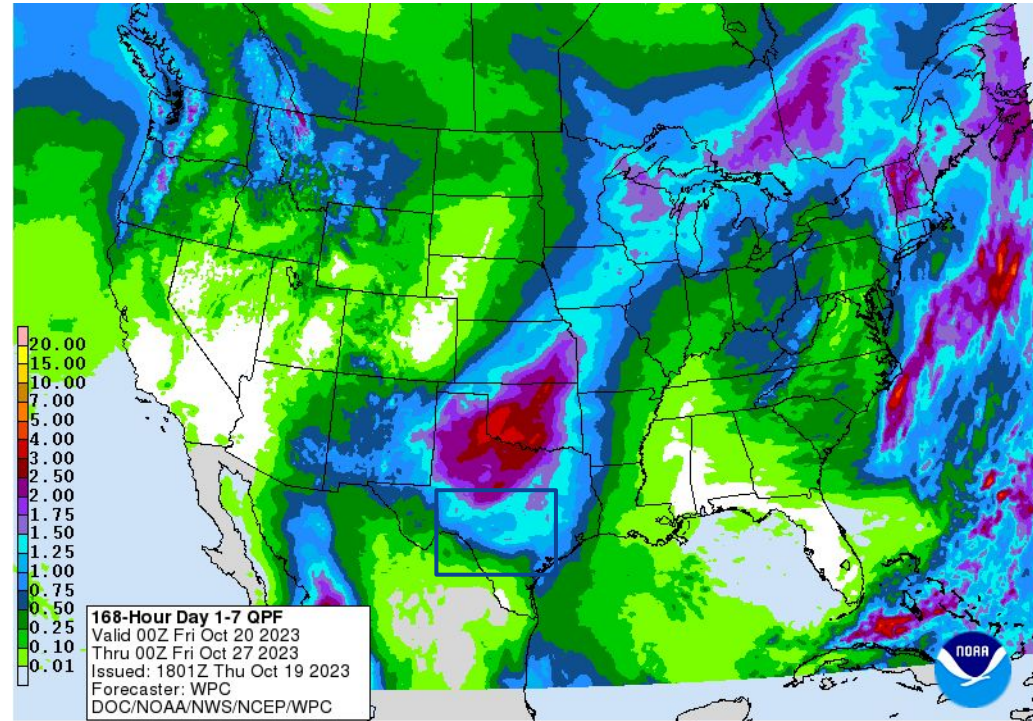 20.00
15.00
10.00
7.00
5.00
4.00
3.00
2.50
2.00
1.75
1.50
1.25
1.00
0.75
0.50
0.25
0.10
0.01
168-Hour Day 1-7 QPF
Valid 00Z Fri Oct 20 2023
Thru 00Z Fri Oct 27 2023
Issued: 1801Z Thu Oct 19 2023
Forecaster: WPC
DOC/NOAA/NWS/NCEP/WPC
NOAA